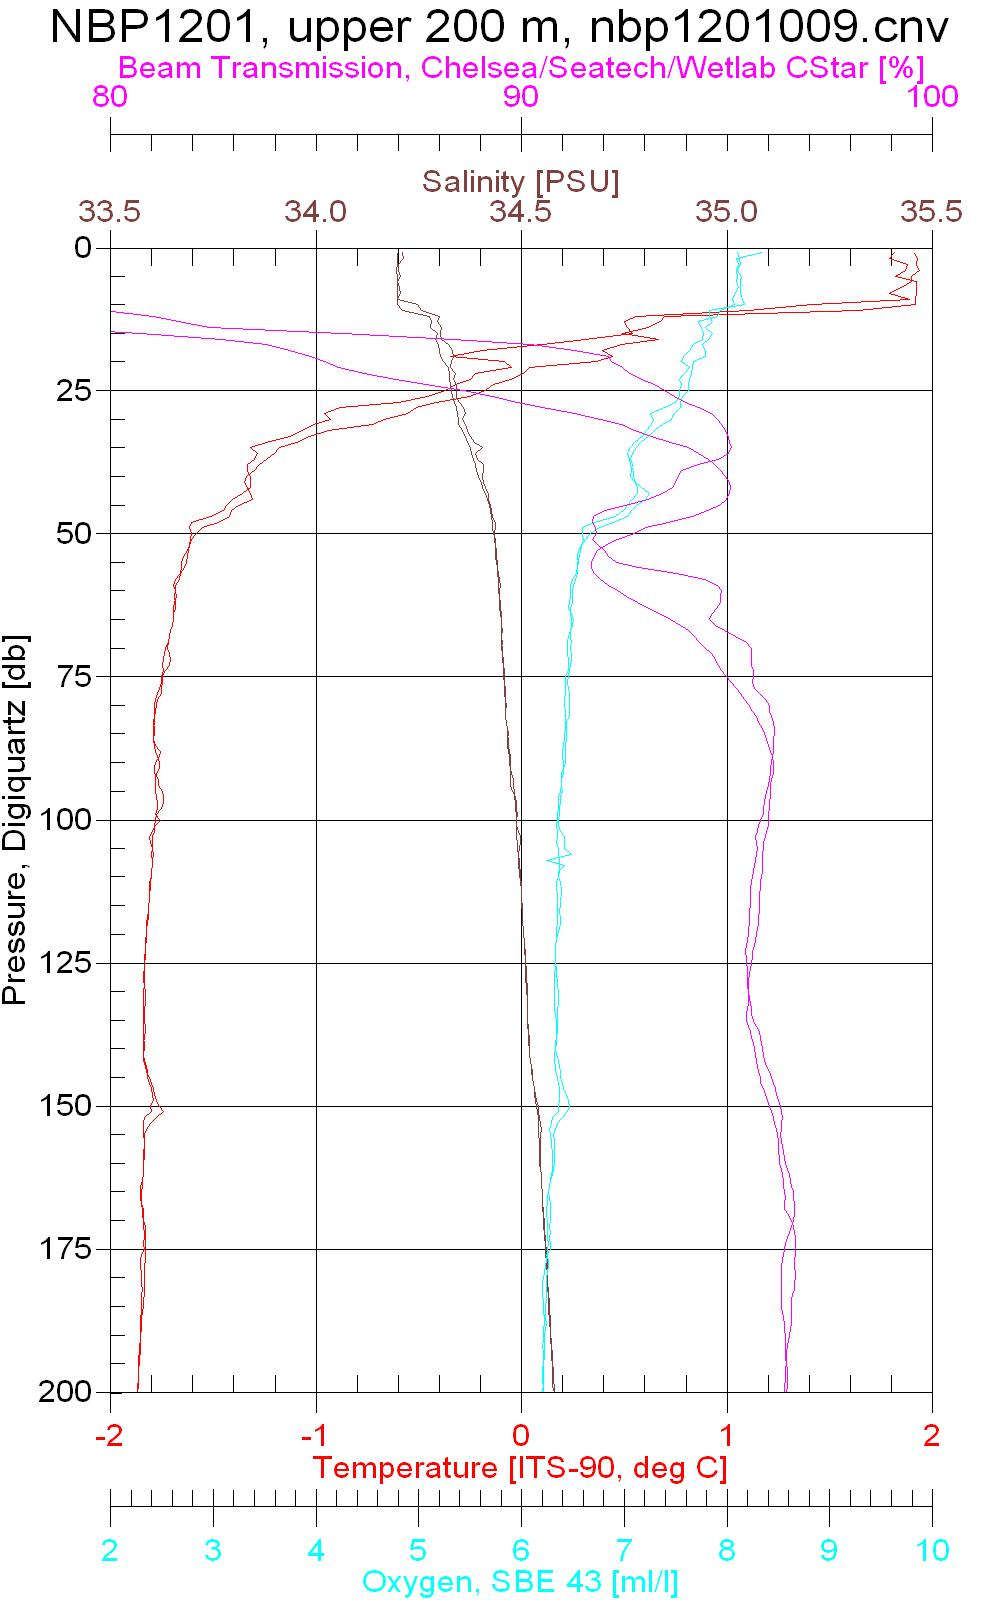 NBP1201, upper 200 m, nbp1201009.cnv
Beam Transmission, Chelsea/Seatech/Wetlab CStar [%]
80 90 100
Salinity [PSU]
33.5 34.0 34.5 35.0 35.5
0
25
50
75
100
125
150
175
200
Pressure, Digiquartz [db]
-2 -1 0 1 2
Temperature [ITS-90, deg C]
2 3 4 5 6 7 8 9 10
Oxygen, SBE 43 [ml/l]